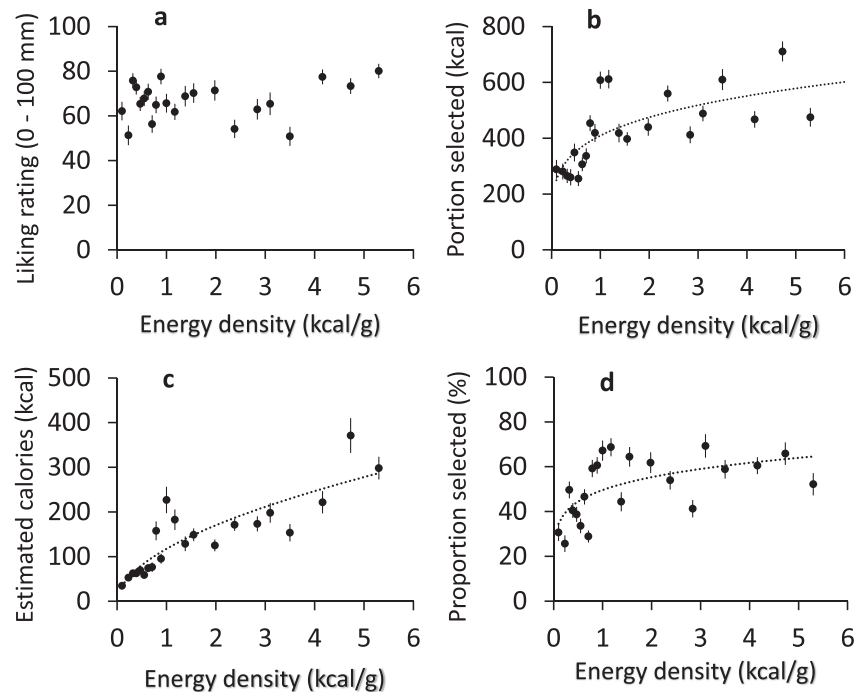 a
Liking rating (0 - 100 mm)
100
80
60
40
20
0
0 1 2 3 4 5 6
Energy density (kcal/g)
b
Portion selected (kcal)
800
600
400
200
0
0 1 2 3 4 5 6
Energy density (kcal/g)
c
Estimated calories (kcal)
500
400
300
200
100
0
0 1 2 3 4 5 6
Energy density (kcal/g)
d
Proportion selected (%)
100
80
60
40
20
0
0 1 2 3 4 5 6
Energy density (kcal/g)